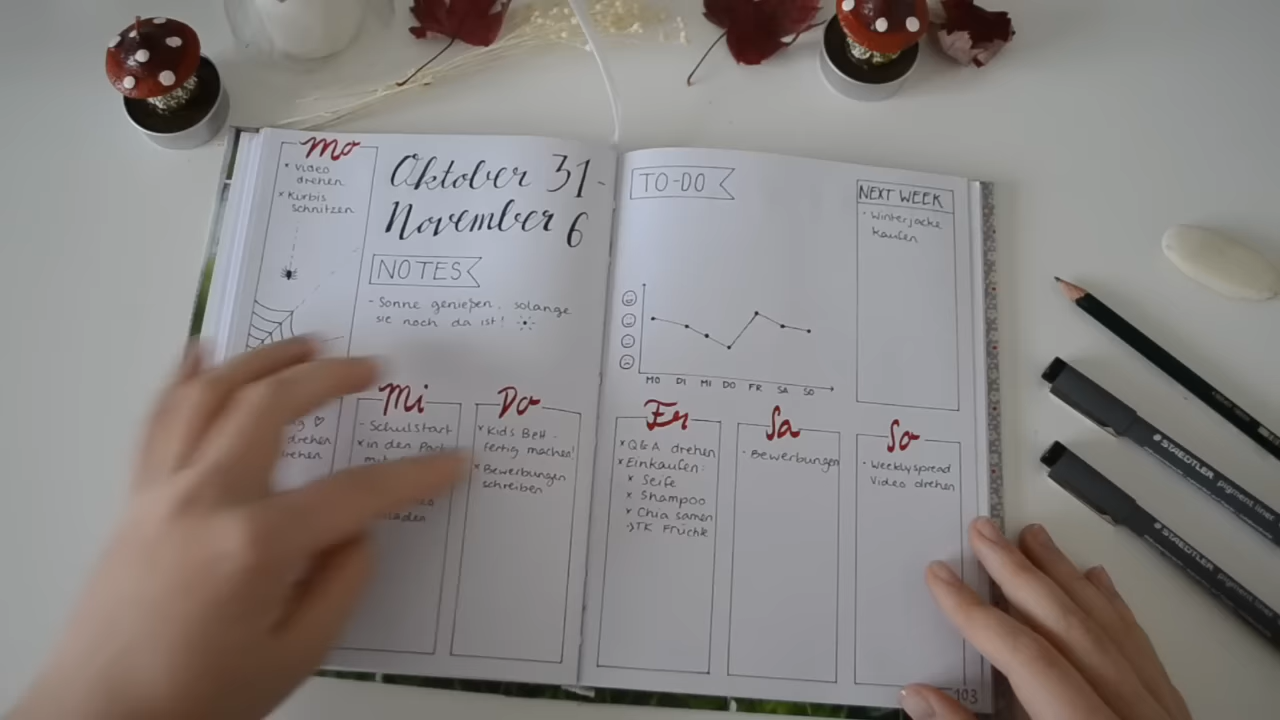 Mo
* Video
drehen
* Kürbis
schnitzen
Oktober 31-
November 6
NOTES
- Sonne genießen, solange
sie noch da ist!
drehen
Mi
- Schulstart
* in den Park
Do
* Kids Bett.
fertig machen!
* Bewerbungen
schreiben
TO-DO
NEXT WEEK
· Winterjacke
kaufen
MO DI MI DO FR SA SO
Fr
* Q&A drehen
* Einkaufen:
* Seife
* Shampoo
* Chia samen
TK Früchte
Sa
· Bewerbungen
So
· Weekly spread
Video drehen
103
STAEDTLER pigment liner
STAEDTLER pigment liner